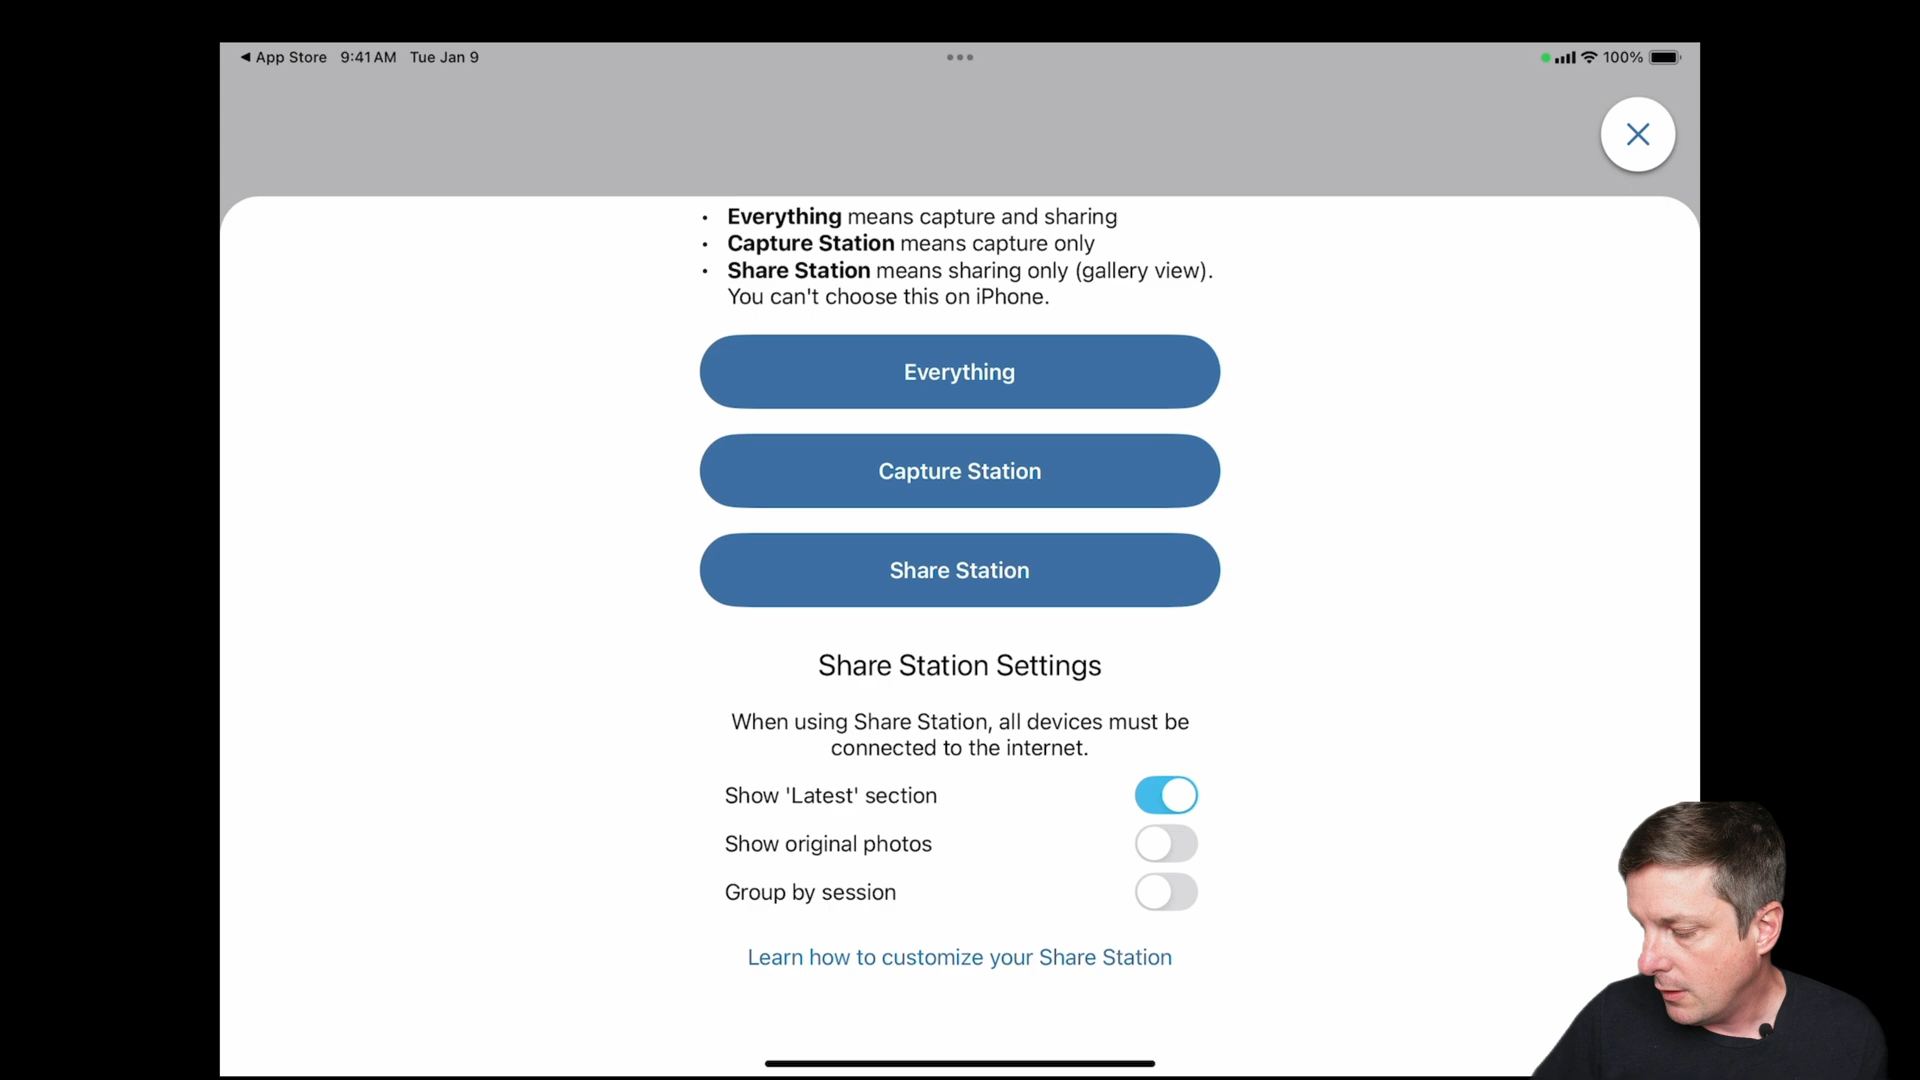 ◀ App Store 9:41 AM Tue Jan 9
100%
• Everything means capture and sharing
• Capture Station means capture only
• Share Station means sharing only (gallery view).
You can't choose this on iPhone.
Everything
Capture Station
Share Station
Share Station Settings
When using Share Station, all devices must be
connected to the internet.
Show 'Latest' section
Show original photos
Group by session
Learn how to customize your Share Station